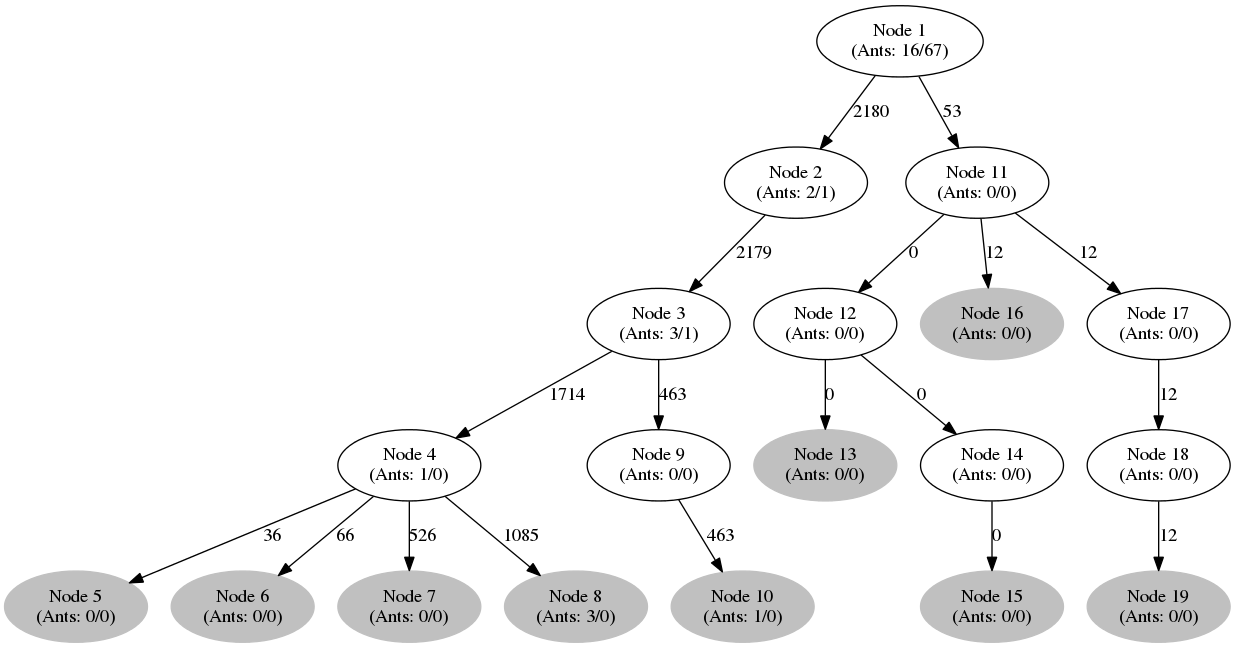 Node 1
(Ants: 16/67)
2180
53
Node 2
(Ants: 2/1)
Node 11
(Ants: 0/0)
2179
0
12
12
Node 3
(Ants: 3/1)
Node 12
(Ants: 0/0)
Node 16
(Ants: 0/0)
Node 17
(Ants: 0/0)
1714
463
0
0
12
Node 4
(Ants: 1/0)
Node 9
(Ants: 0/0)
Node 13
(Ants: 0/0)
Node 14
(Ants: 0/0)
Node 18
(Ants: 0/0)
36
66
526
1085
463
0
12
Node 5
(Ants: 0/0)
Node 6
(Ants: 0/0)
Node 7
(Ants: 0/0)
Node 8
(Ants: 3/0)
Node 10
(Ants: 1/0)
Node 15
(Ants: 0/0)
Node 19
(Ants: 0/0)